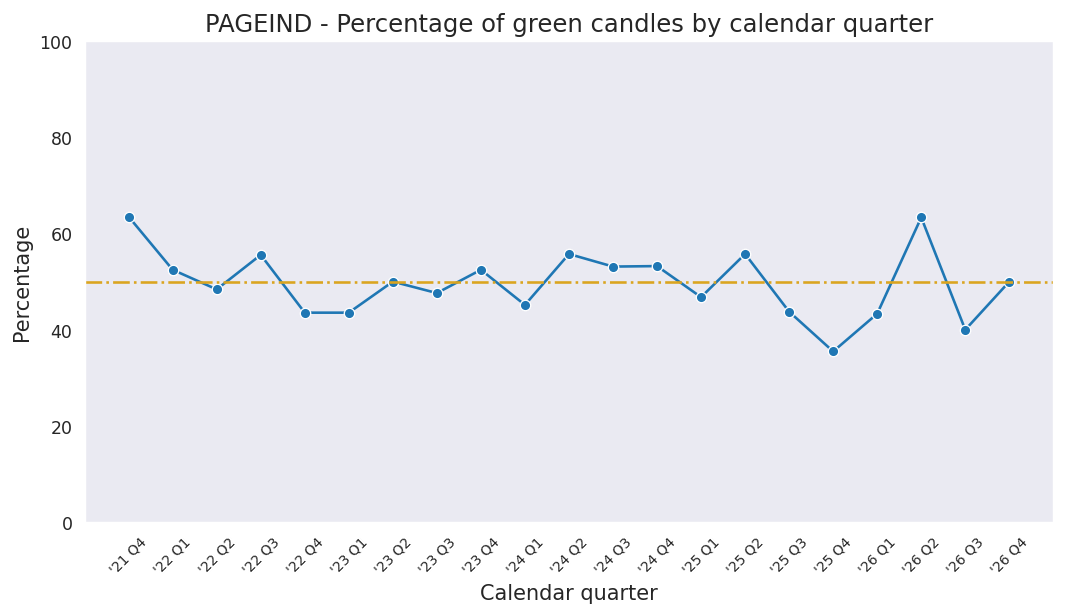 PAGEIND - Percentage of green candles by calendar quarter
100
80
60
40
20
0
Percentage
'21 Q4
'22 Q1
'22 Q2
'22 Q3
'22 Q4
'23 Q1
'23 Q2
'23 Q3
'23 Q4
'24 Q1
'24 Q2
'24 Q3
'24 Q4
'25 Q1
'25 Q2
'25 Q3
'25 Q4
'26 Q1
'26 Q2
'26 Q3
'26 Q4
Calendar quarter